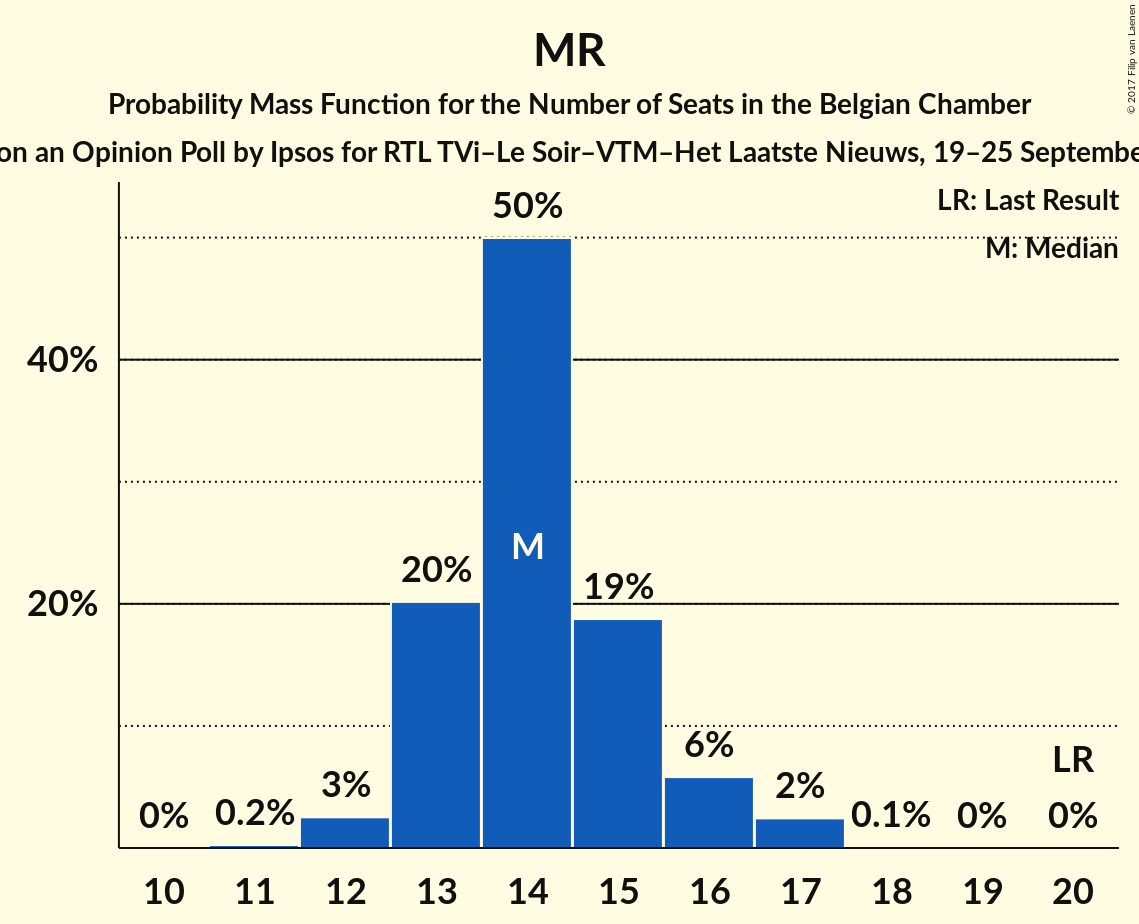 MR
Probability Mass Function for the Number of Seats in the Belgian Chamber
on an Opinion Poll by Ipsos for RTL TVi–Le Soir–VTM–Het Laatste Nieuws, 19–25 Septembe
© 2017 Filip van Laenen
LR: Last Result
M: Median
50%
40%
20%
M
20%
19%
6%
3%
2%
LR
0%
0.2%
0.1%
0%
0%
10 11 12 13 14 15 16 17 18 19 20